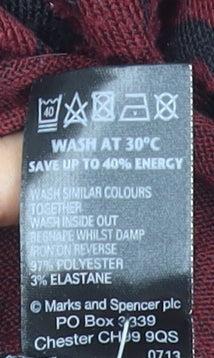 40
WASH AT 30°C
SAVE UP TO 40% ENERGY
WASH SIMILAR COLOURS
TOGETHER
WASH INSIDE OUT
RESHAPE WHILST DAMP
IRON ON REVERSE
97% POLYESTER
3% ELASTANE
© Marks and Spencer plc
PO Box 3339
Chester CH99 9QS
0713